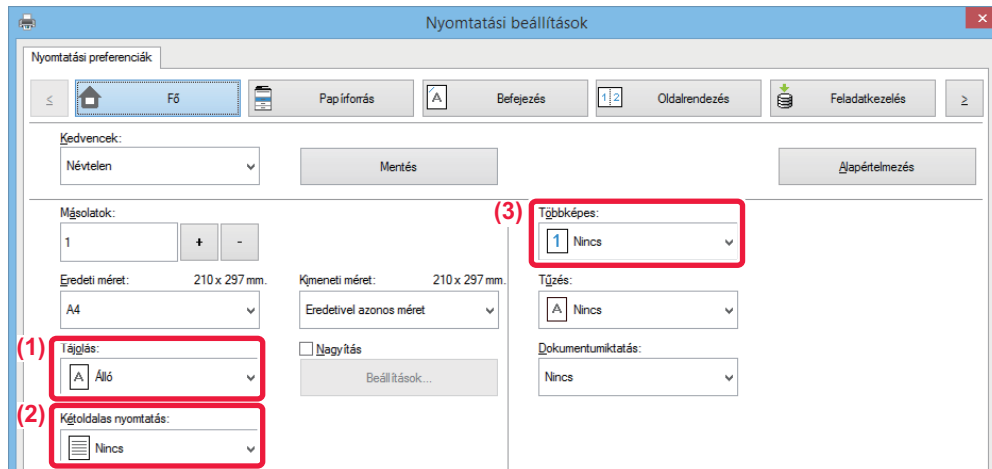 Nyomtatási beállítások
Nyomtatási preferenciák
≤ Fő Papírforrás A Befejezés 1 2 Oldalrendezés Feladatkezelés ≥
Kedvencek:
Névtelen Mentés Alapértelmezés
Másolatok: (3) Többképes:
1 + - 1 Nincs
Eredeti méret: 210 x 297 mm. Kimeneti méret: 210 x 297 mm. Tűzés:
A4 Eredetivel azonos méret A Nincs
(1) Tájolás: Nagyítás Dokumentumiktatás:
A Álló Beállítások... Nincs
(2) Kétoldalas nyomtatás:
Nincs